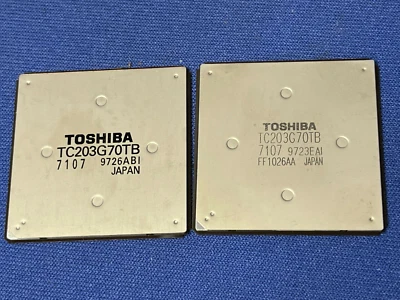 TOSHIBA
TC203G70TB
7107 9726ABI
JAPAN
TOSHIBA
TC203G70TB
7107 9723EAI
FF1026AA JAPAN